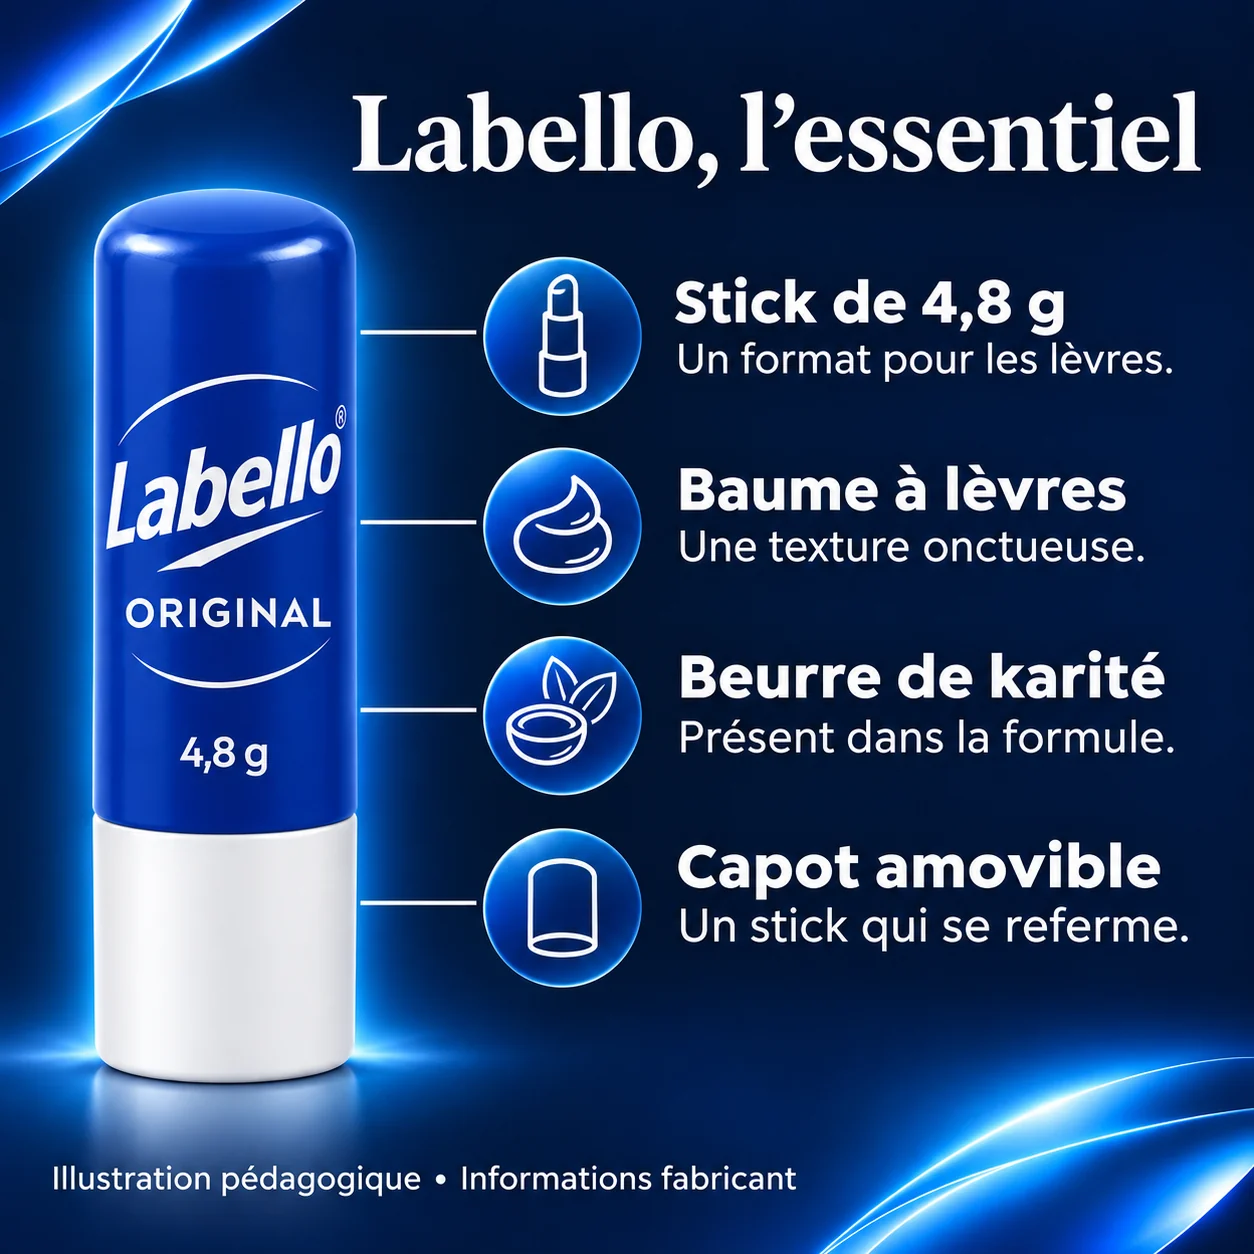 Labello, l’essentiel
Labello®
ORIGINAL
4,8 g
Stick de 4,8 g
Un format pour les lèvres.
Baume à lèvres
Une texture onctueuse.
Beurre de karité
Présent dans la formule.
Capot amovible
Un stick qui se referme.
Illustration pédagogique • Informations fabricant